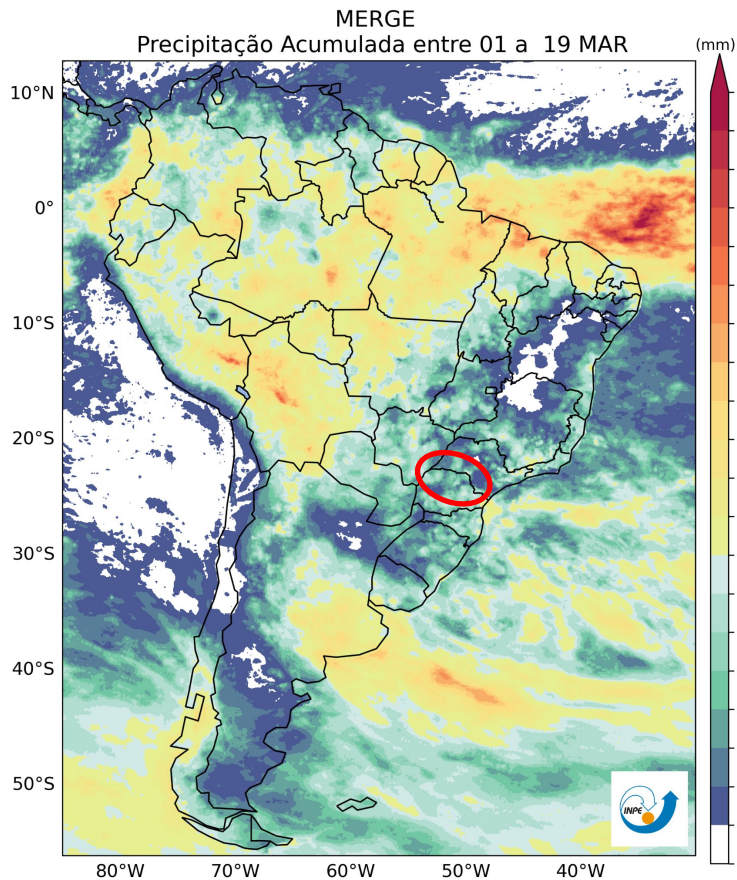 MERGE
Precipitação Acumulada entre 01 a 19 MAR
(mm)
10°N
0°
10°S
20°S
30°S
40°S
50°S
80°W 70°W 60°W 50°W 40°W
INPE